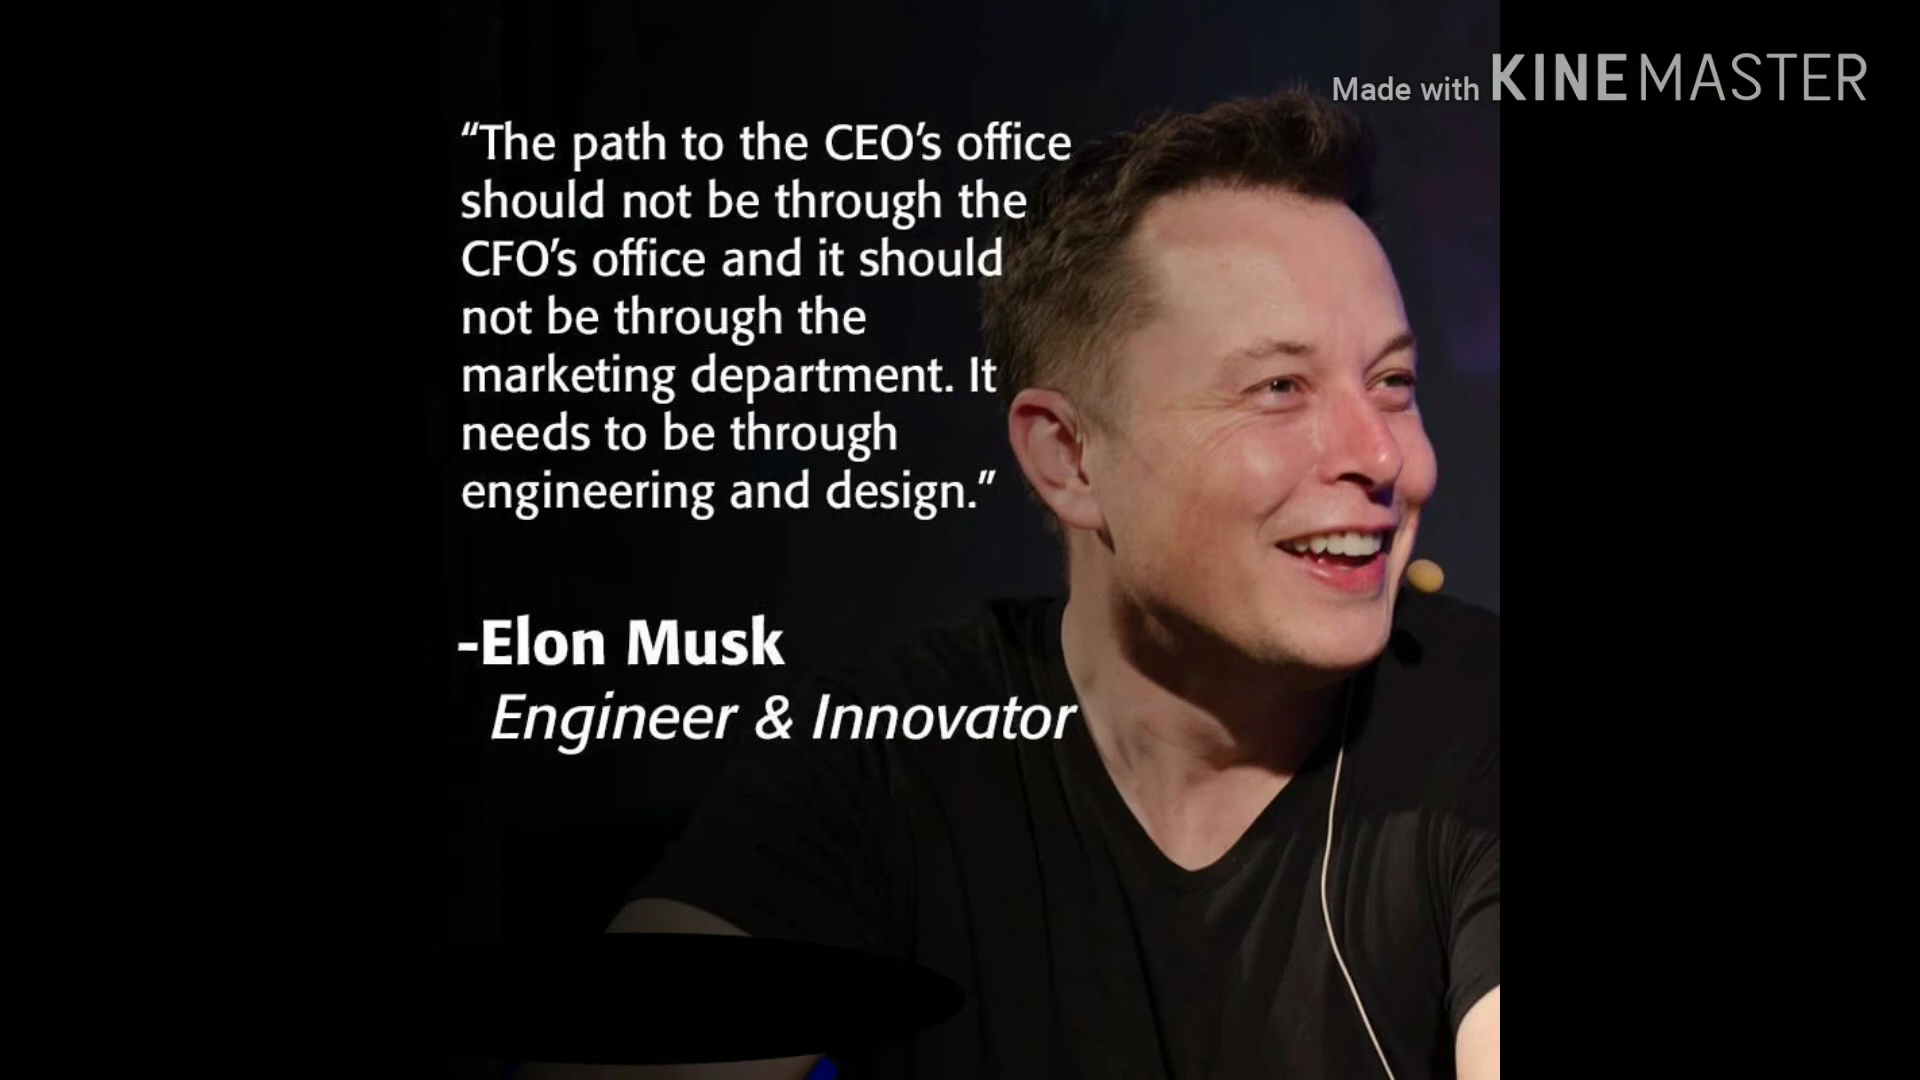 Made with KINEMASTER
“The path to the CEO’s office
should not be through the
CFO’s office and it should
not be through the
marketing department. It
needs to be through
engineering and design.”
-Elon Musk
Engineer & Innovator